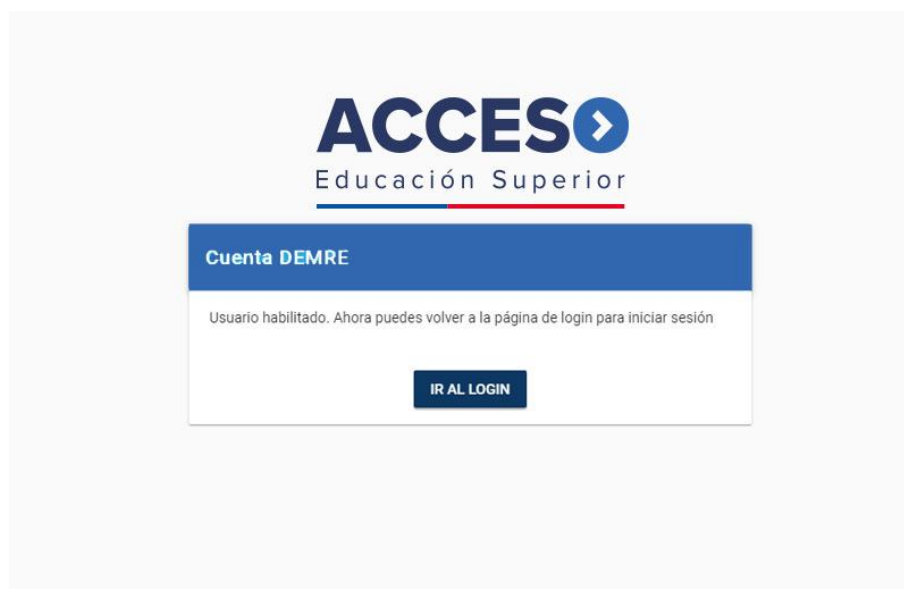 ACCESO
Educación Superior
Cuenta DEMRE
Usuario habilitado. Ahora puedes volver a la página de login para iniciar sesión
IR AL LOGIN